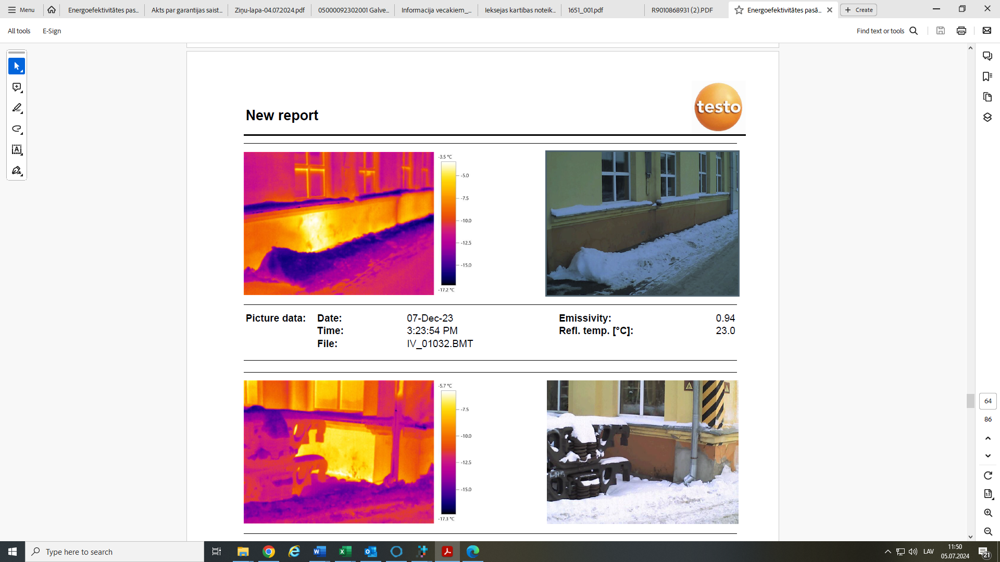 Menu
Energoefektivitātes pas...
Akts par garantijas saist...
Ziņu-lapa-04.07.2024.pdf
05000092302001 Galve...
Informacija vecakiem_...
Ieksejas kartibas noteik...
1651_001.pdf
R9010868931 (2).PDF
Energoefektivitātes pasā...
Create
All tools
E-Sign
Find text or tools
New report
testo
-3.5 °C
-5.0
-7.5
-10.0
-12.5
-15.0
-17.2 °C
Picture data: Date: 07-Dec-23 Emissivity: 0.94
Time: 3:23:54 PM Refl. temp. [°C]: 23.0
File: IV_01032.BMT
-5.7 °C
-7.5
-10.0
-12.5
-15.0
-17.3 °C
64
86
Type here to search
LAV
11:50
05.07.2024
21